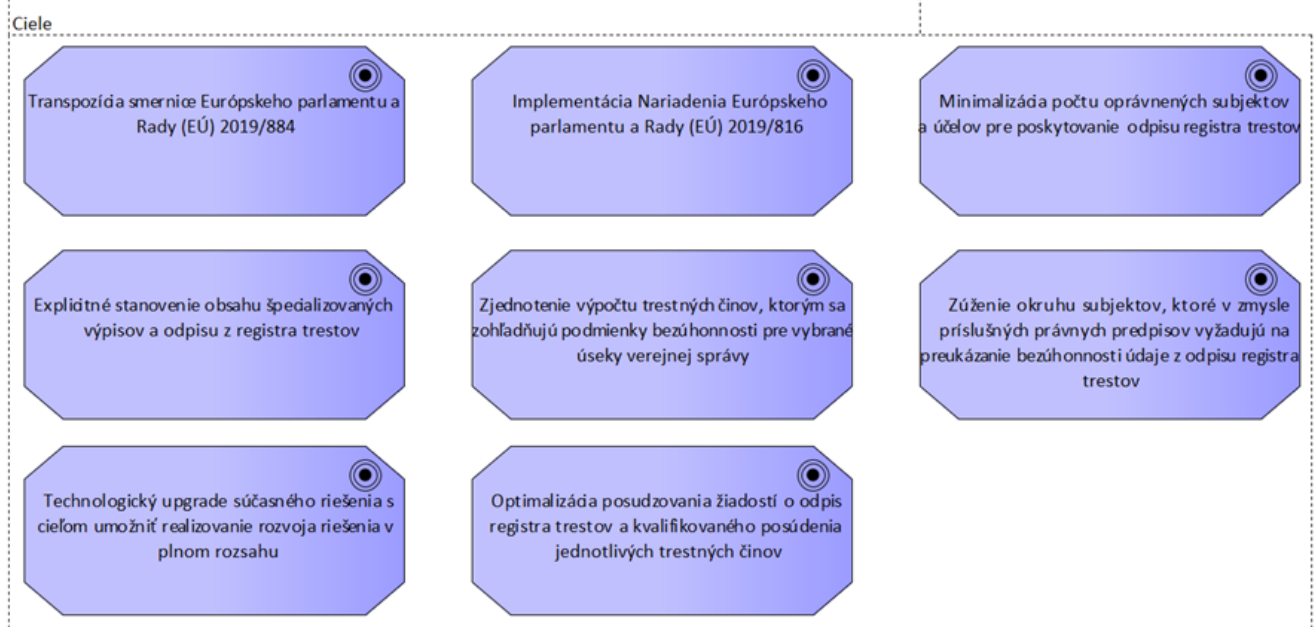 Ciele
Transpozícia smernice Európskeho parlamentu a
Rady (EÚ) 2019/884
Implementácia Nariadenia Európskeho
parlamentu a Rady (EÚ) 2019/816
Minimalizácia počtu oprávnených subjektov
a účelov pre poskytovanie odpisu registra trestov
Explicitné stanovenie obsahu špecializovaných
výpisov a odpisu z registra trestov
Zjednotenie výpočtu trestných činov, ktorým sa
zohľadňujú podmienky bezúhonnosti pre vybrané
úseky verejnej správy
Zúženie okruhu subjektov, ktoré v zmysle
príslušných právnych predpisov vyžadujú na
preukázanie bezúhonnosti údaje z odpisu registra
trestov
Technologický upgrade súčasného riešenia s
cieľom umožniť realizovanie rozvoja riešenia v
plnom rozsahu
Optimalizácia posudzovania žiadostí o odpis
registra trestov a kvalifikovaného posúdenia
jednotlivých trestných činov